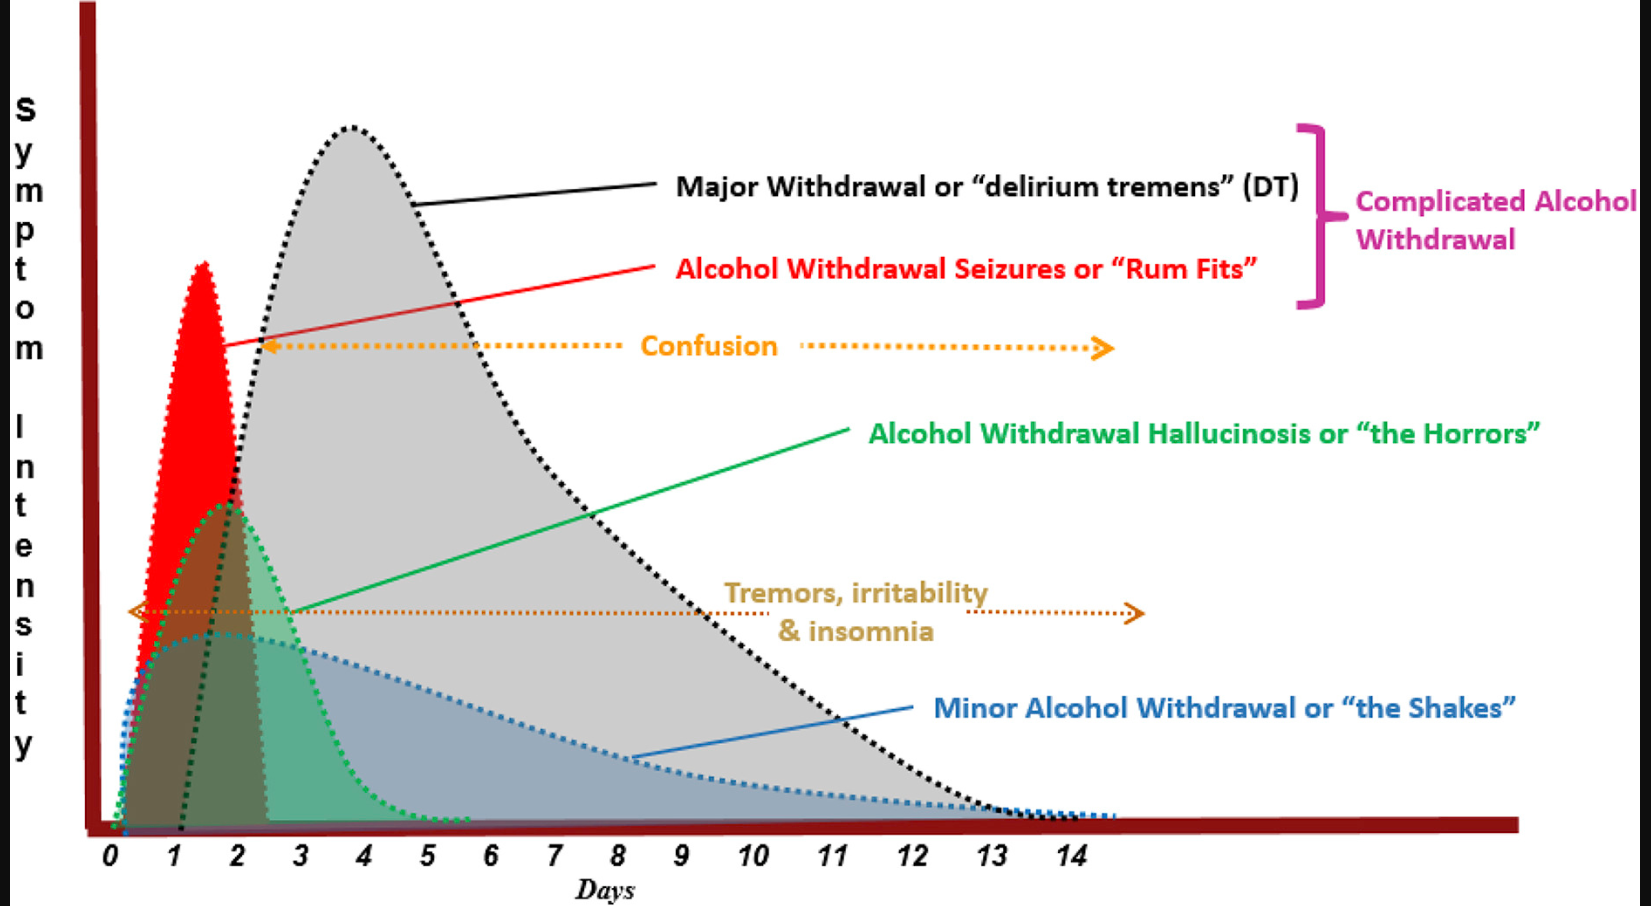 Symptom Intensity
Major Withdrawal or “delirium tremens” (DT)
Complicated Alcohol
Withdrawal
Alcohol Withdrawal Seizures or “Rum Fits”
Confusion
Alcohol Withdrawal Hallucinosis or “the Horrors”
Tremors, irritability
& insomnia
Minor Alcohol Withdrawal or “the Shakes”
0 1 2 3 4 5 6 7 8 9 10 11 12 13 14
Days